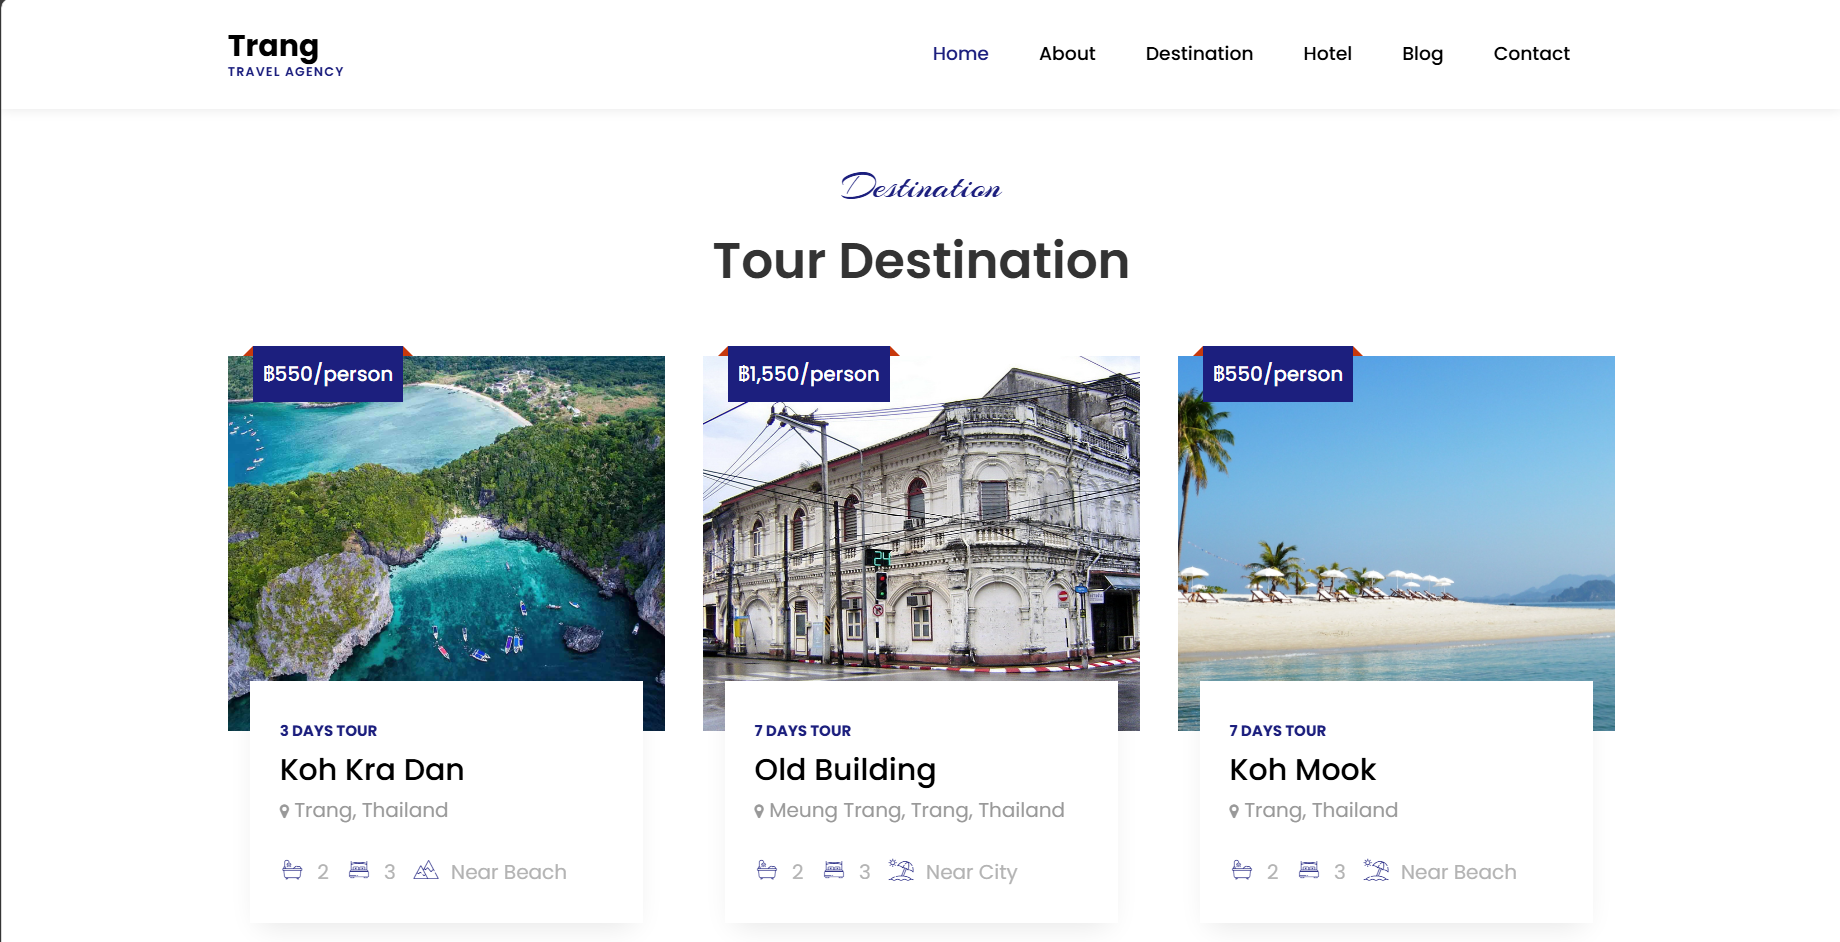 Trang
TRAVEL AGENCY
Home About Destination Hotel Blog Contact
Destination
Tour Destination
฿550/person
3 DAYS TOUR
Koh Kra Dan
Trang, Thailand
2 3 Near Beach
฿1,550/person
24
7 DAYS TOUR
Old Building
Meung Trang, Trang, Thailand
2 3 Near City
฿550/person
7 DAYS TOUR
Koh Mook
Trang, Thailand
2 3 Near Beach